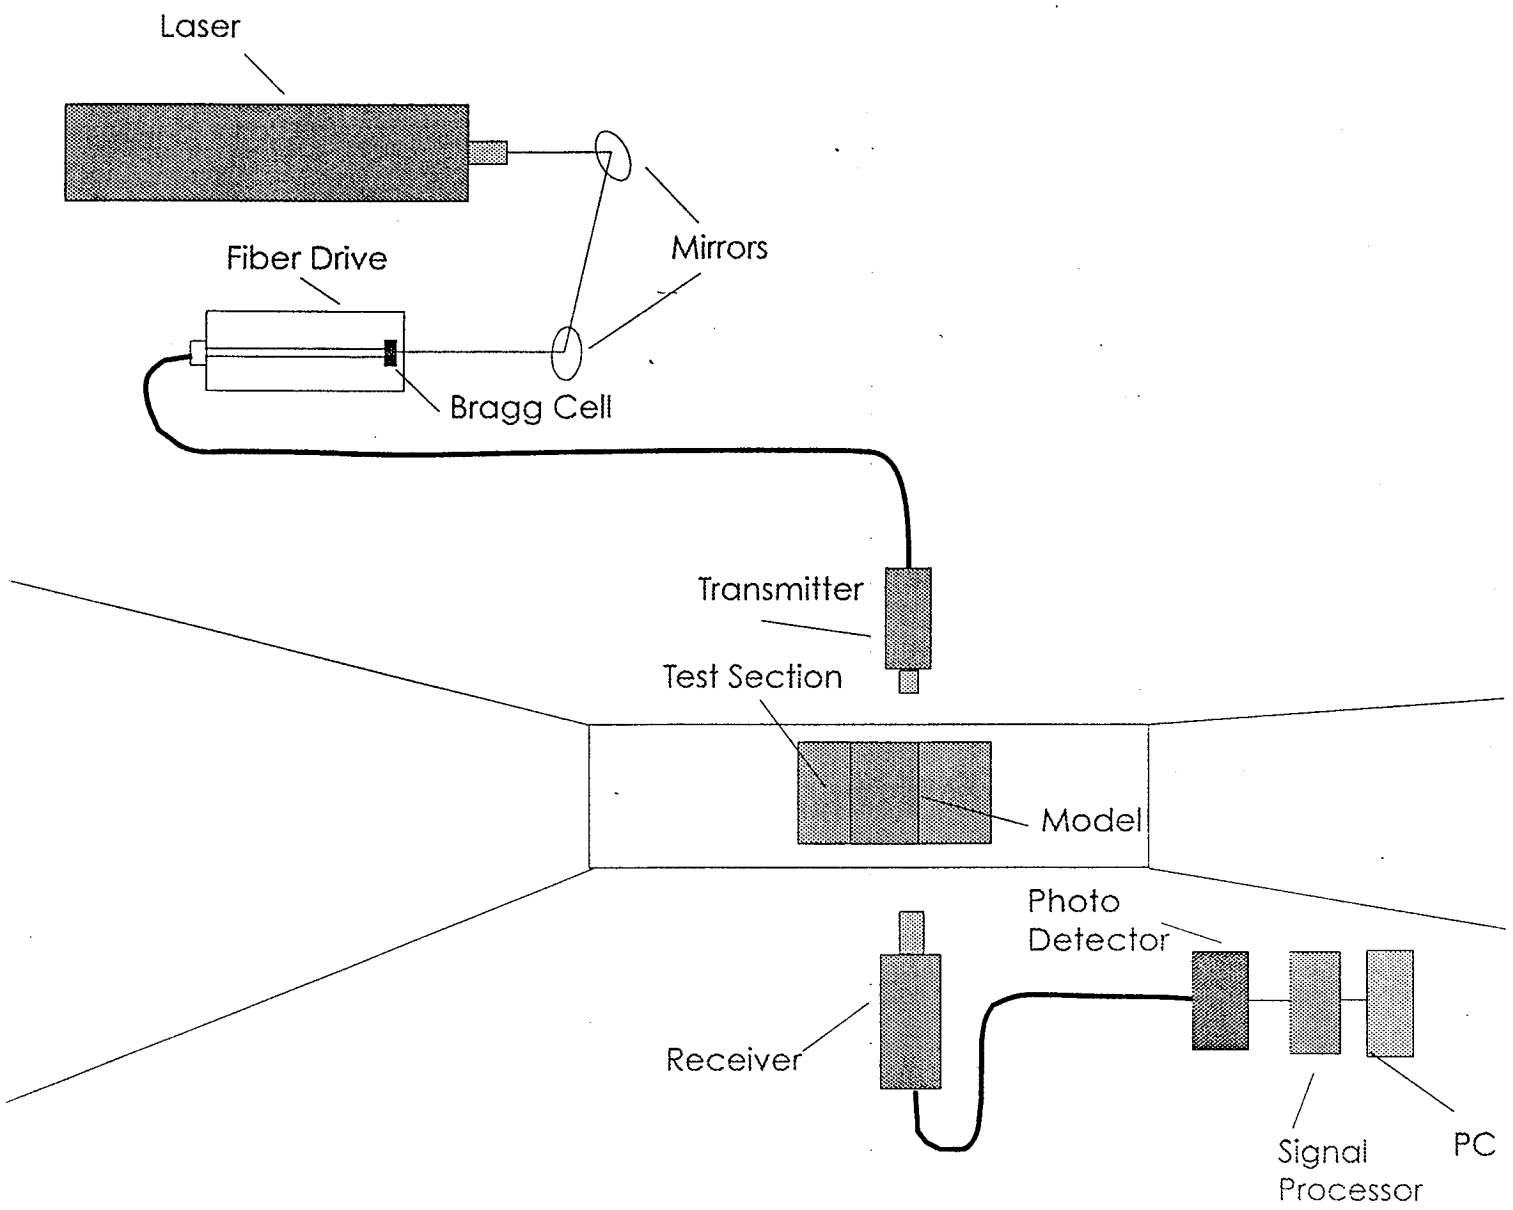 Laser
Mirrors
Fiber Drive
Bragg Cell
Transmitter
Test Section
Model
Photo
Detector
Receiver
Signal
Processor
PC